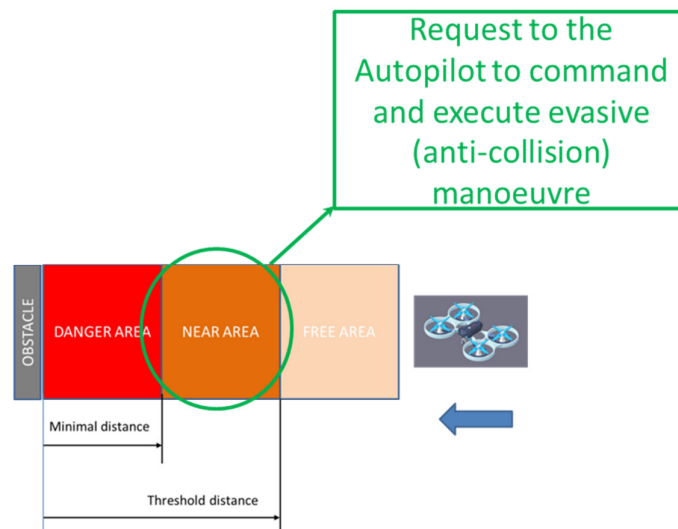 Request to the
Autopilot to command
and execute evasive
(anti-collision)
manoeuvre
OBSTACLE
DANGER AREA
NEAR AREA
FREE AREA
Minimal distance
Threshold distance